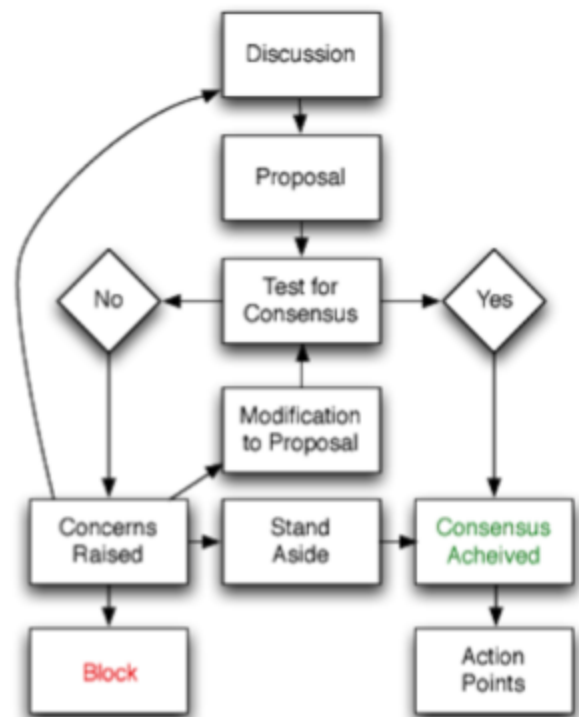 Discussion
Proposal
No
Test for
Consensus
Yes
Modification
to Proposal
Concerns
Raised
Stand
Aside
Consensus
Acheived
Block
Action
Points